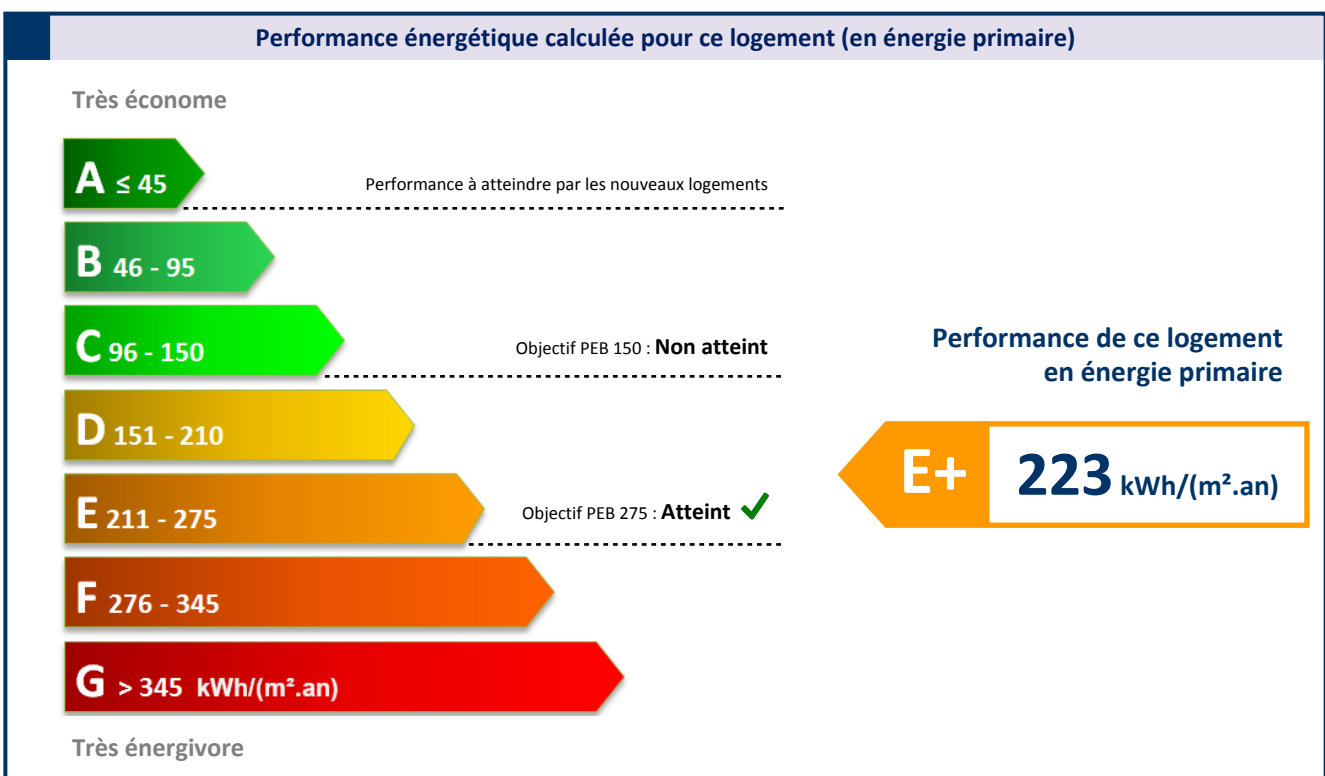 Performance énergétique calculée pour ce logement (en énergie primaire)
Très économe
A ≤ 45
Performance à atteindre par les nouveaux logements
B 46 - 95
C 96 - 150
Objectif PEB 150 : Non atteint
D 151 - 210
E 211 - 275
Objectif PEB 275 : Atteint ✓
F 276 - 345
G > 345 kWh/(m².an)
Très énergivore
Performance de ce logement
en énergie primaire
E+ 223 kWh/(m².an)